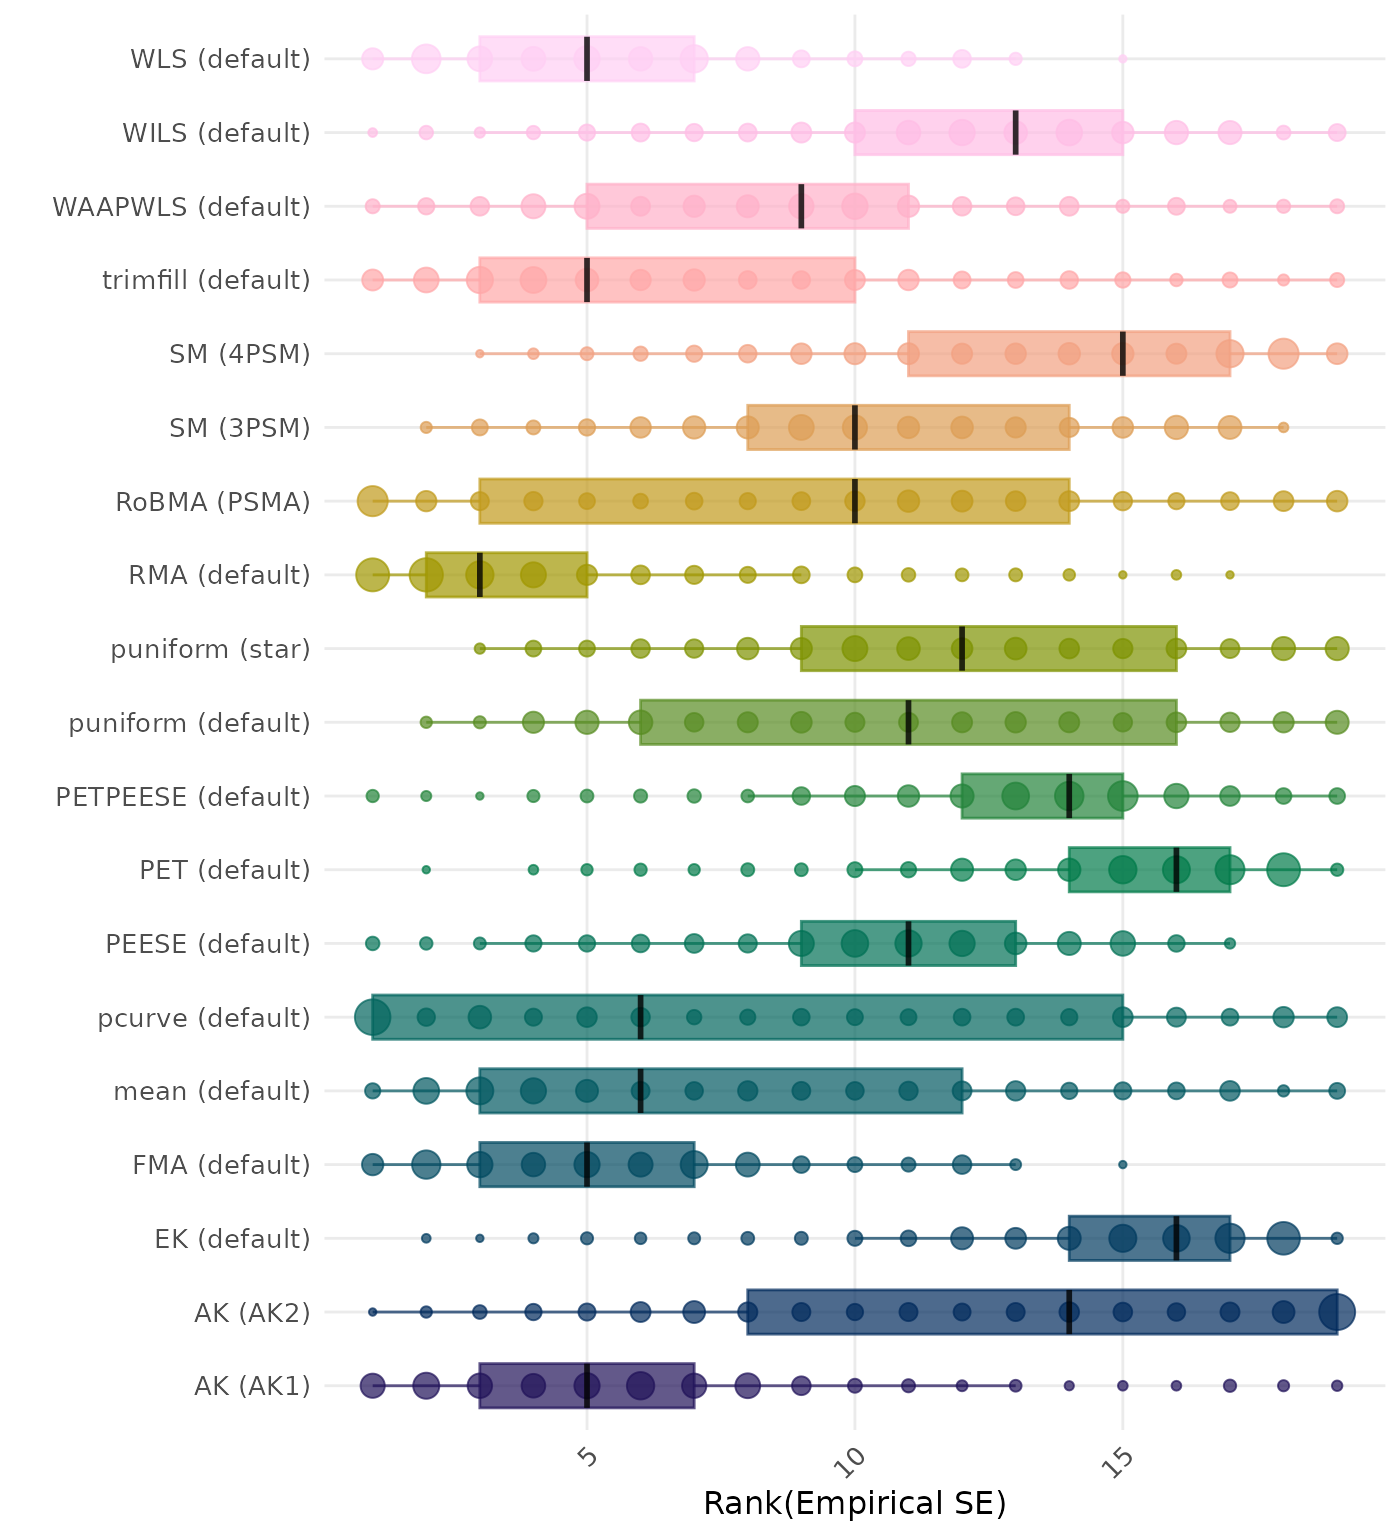 WLS (default)
WILS (default)
WAAPWLS (default)
trimfill (default)
SM (4PSM)
SM (3PSM)
RoBMA (PSMA)
RMA (default)
puniform (star)
puniform (default)
PETPEESE (default)
PET (default)
PEESE (default)
pcurve (default)
mean (default)
FMA (default)
EK (default)
AK (AK2)
AK (AK1)
5
10
15
Rank(Empirical SE)